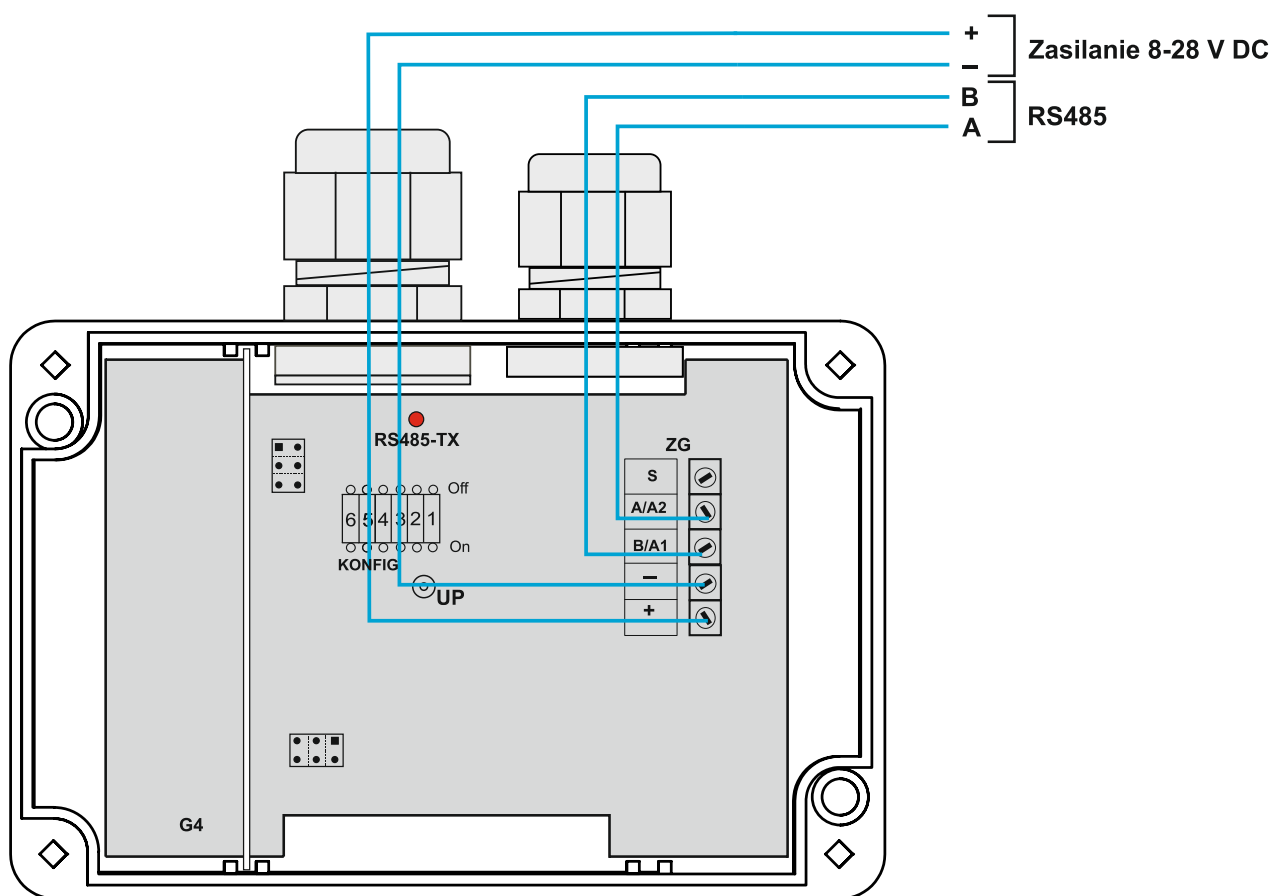 +
Zasilanie 8-28 V DC
–
B
RS485
A
RS485-TX
ZG
S
Off
A/A2
6 5 4 3 2 1
B/A1
On
KONFIG
–
UP
+
G4